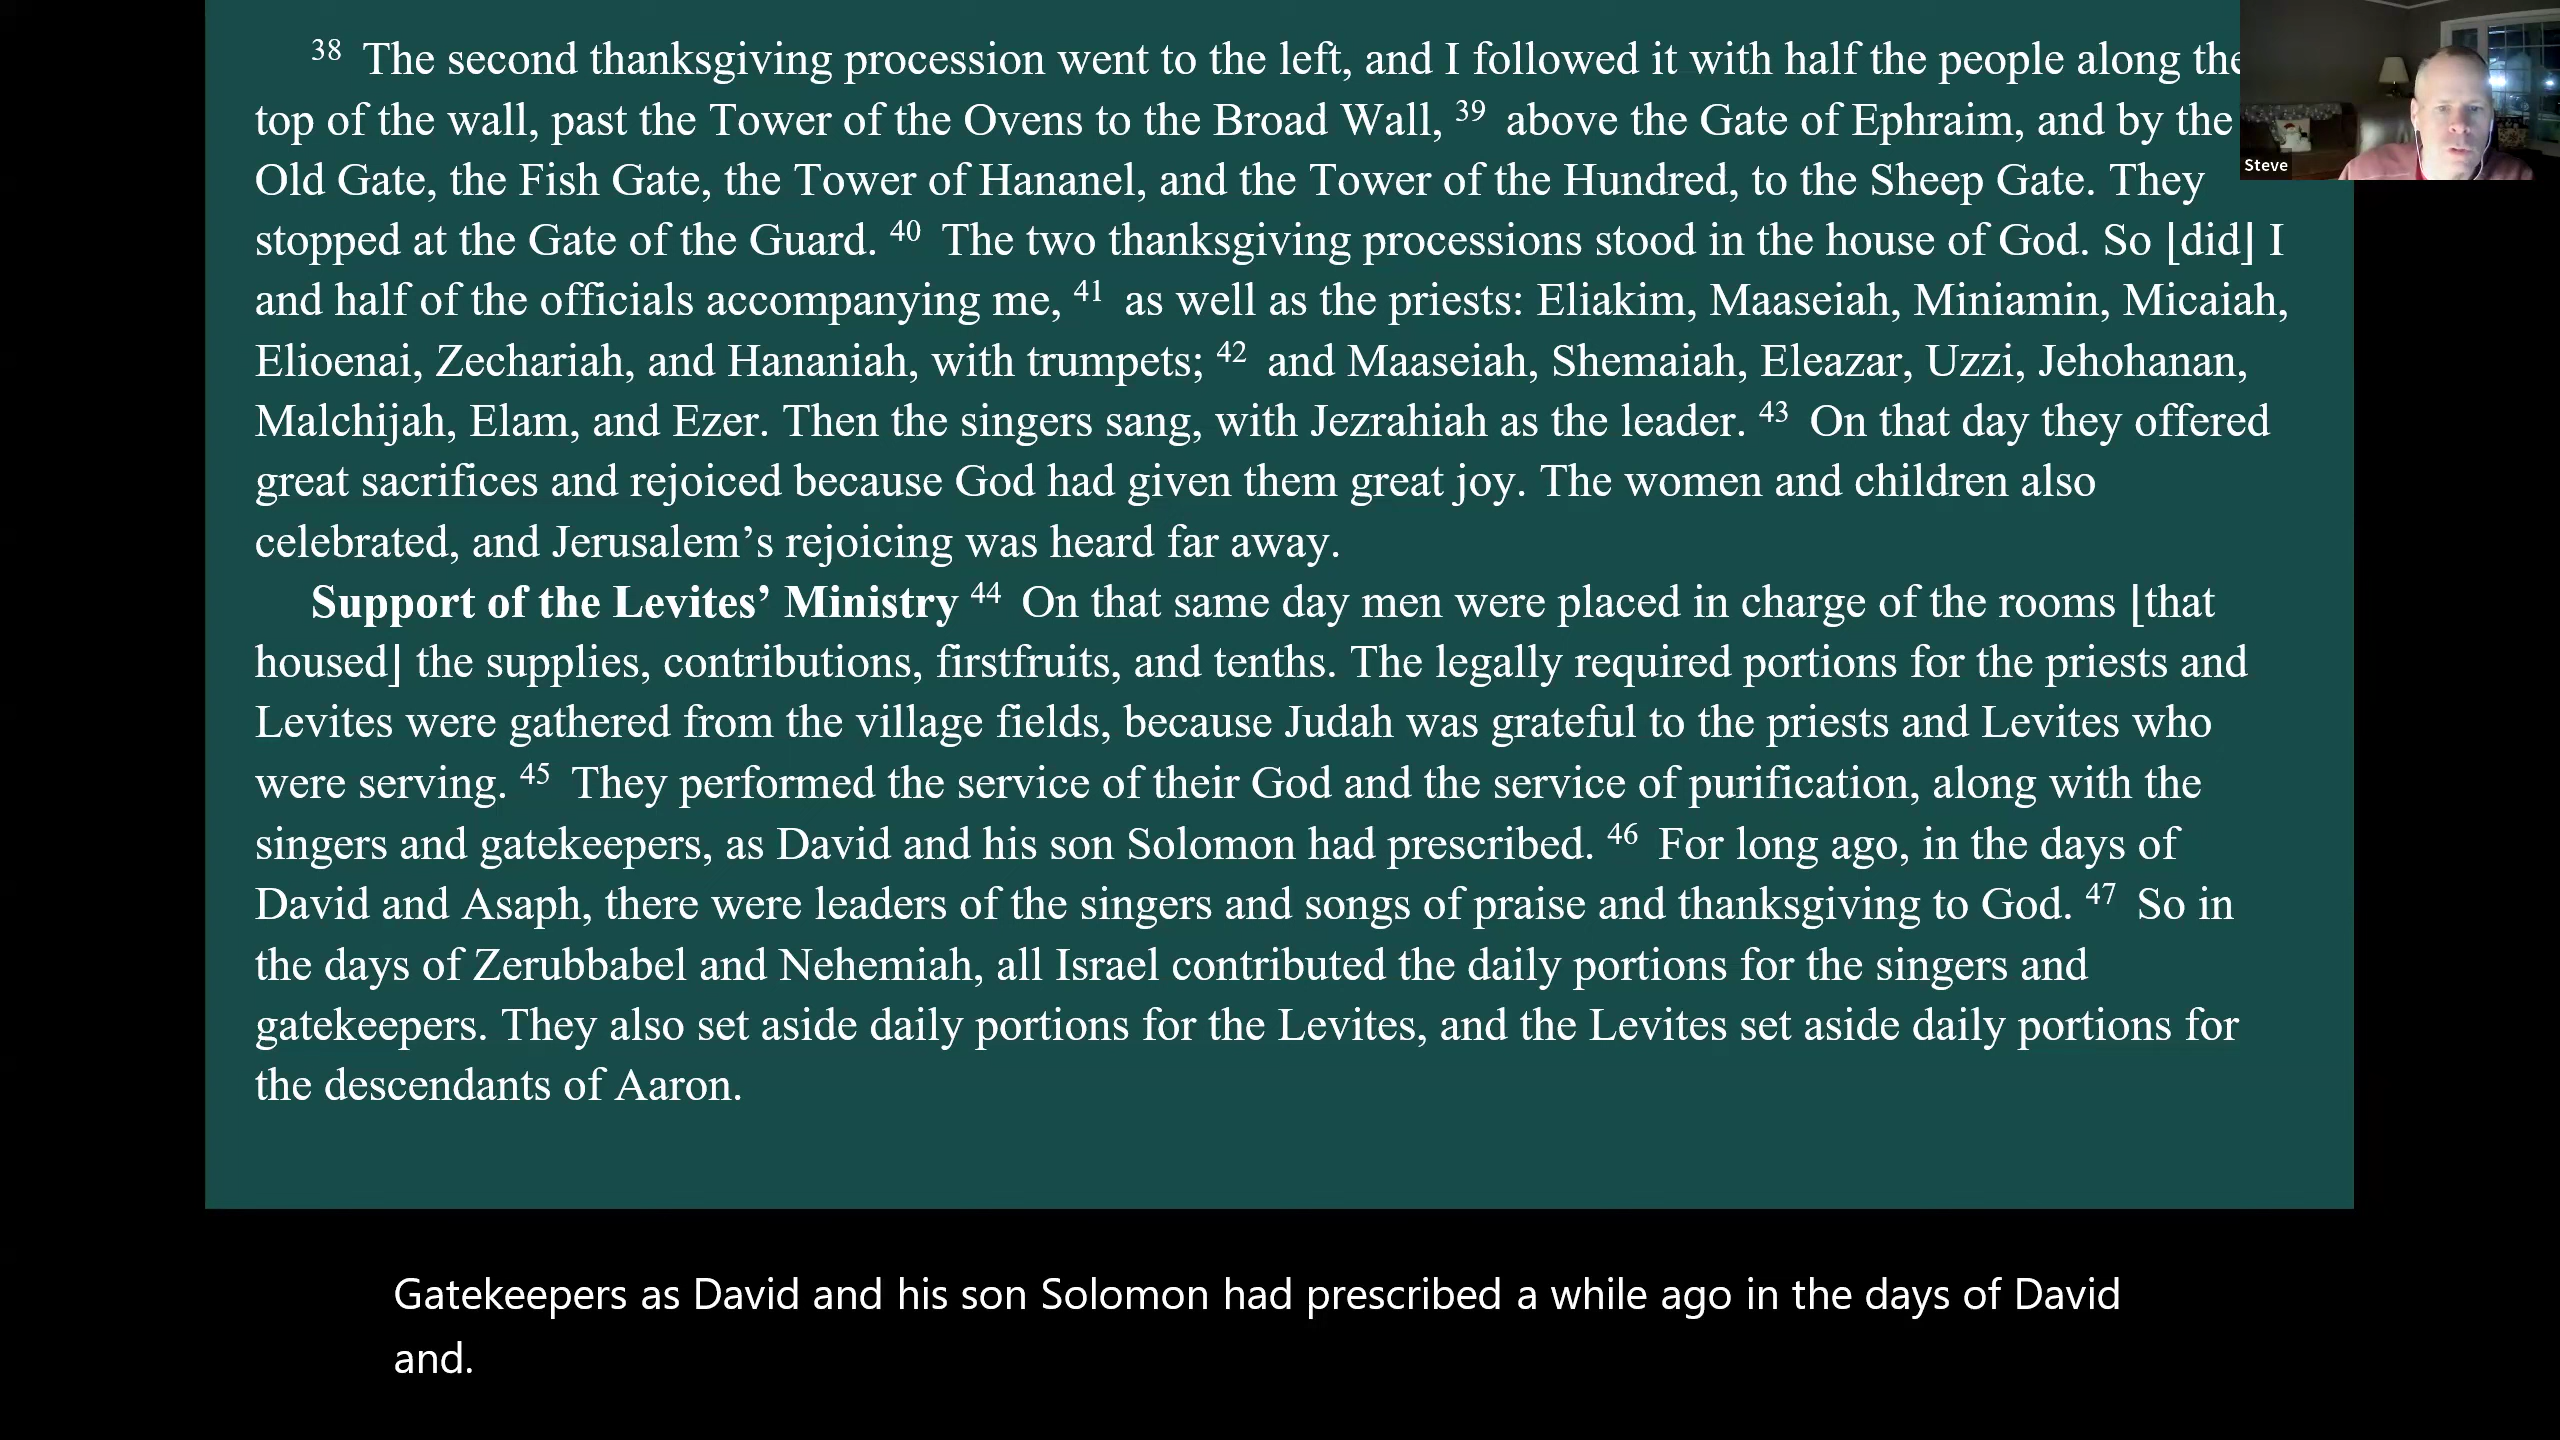 38 The second thanksgiving procession went to the left, and I followed it with half the people along the
top of the wall, past the Tower of the Ovens to the Broad Wall, 39 above the Gate of Ephraim, and by the
Old Gate, the Fish Gate, the Tower of Hananel, and the Tower of the Hundred, to the Sheep Gate. They
stopped at the Gate of the Guard. 40 The two thanksgiving processions stood in the house of God. So ⌊did⌋ I
and half of the officials accompanying me, 41 as well as the priests: Eliakim, Maaseiah, Miniamin, Micaiah,
Elioenai, Zechariah, and Hananiah, with trumpets; 42 and Maaseiah, Shemaiah, Eleazar, Uzzi, Jehohanan,
Malchijah, Elam, and Ezer. Then the singers sang, with Jezrahiah as the leader. 43 On that day they offered
great sacrifices and rejoiced because God had given them great joy. The women and children also
celebrated, and Jerusalem’s rejoicing was heard far away.
Support of the Levites’ Ministry 44 On that same day men were placed in charge of the rooms ⌊that
housed⌋ the supplies, contributions, firstfruits, and tenths. The legally required portions for the priests and
Levites were gathered from the village fields, because Judah was grateful to the priests and Levites who
were serving. 45 They performed the service of their God and the service of purification, along with the
singers and gatekeepers, as David and his son Solomon had prescribed. 46 For long ago, in the days of
David and Asaph, there were leaders of the singers and songs of praise and thanksgiving to God. 47 So in
the days of Zerubbabel and Nehemiah, all Israel contributed the daily portions for the singers and
gatekeepers. They also set aside daily portions for the Levites, and the Levites set aside daily portions for
the descendants of Aaron.
Steve
Gatekeepers as David and his son Solomon had prescribed a while ago in the days of David
and.